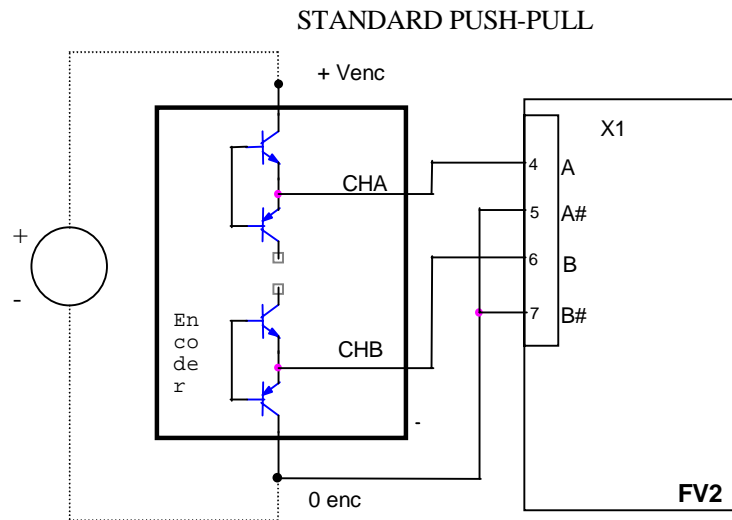 STANDARD PUSH-PULL
+ Venc
X1
CHA
4
A
5
A#
+
6
B
-
7
B#
En
co
de
r
CHB
-
0 enc
FV2